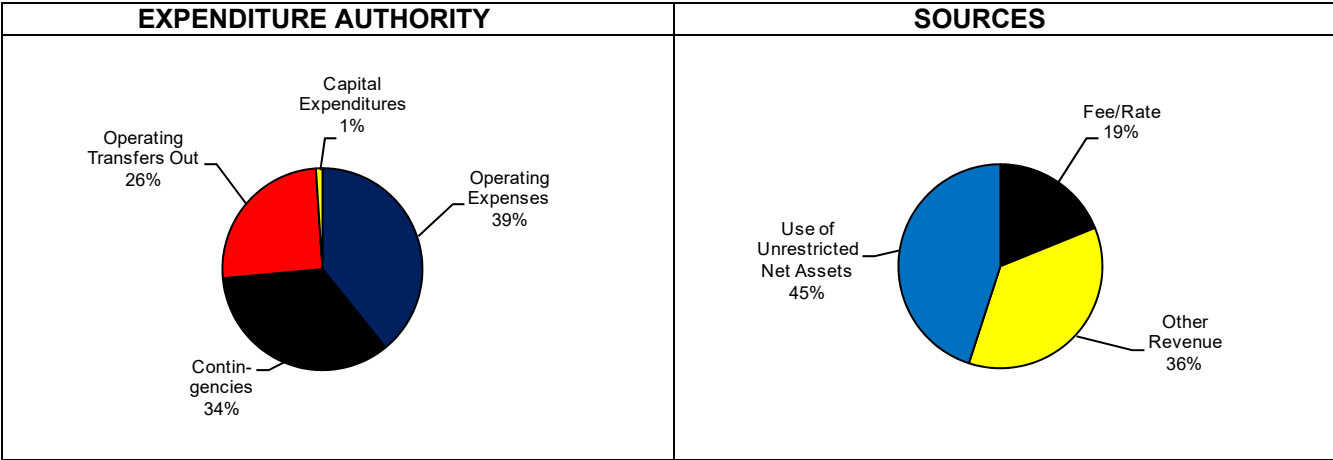 EXPENDITURE AUTHORITY
Capital
Expenditures
1%
Operating
Transfers Out
26%
Operating
Expenses
39%
Contin-
gencies
34%
SOURCES
Fee/Rate
19%
Use of
Unrestricted
Net Assets
45%
Other
Revenue
36%